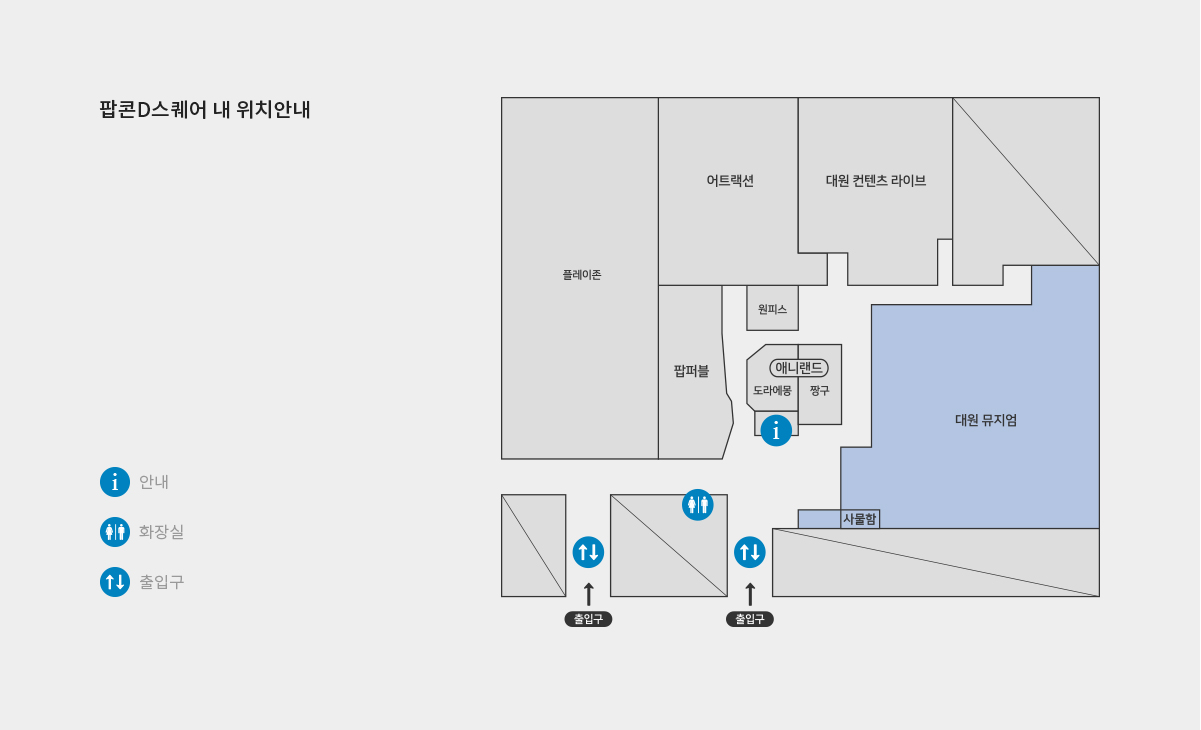 팝콘D스퀘어 내 위치안내
어트랙션
대원 컨텐츠 라이브
플레이존
원피스
팝퍼블
애니랜드
도라에몽
짱구
대원 뮤지엄
사물함
안내
화장실
출입구
출입구
출입구